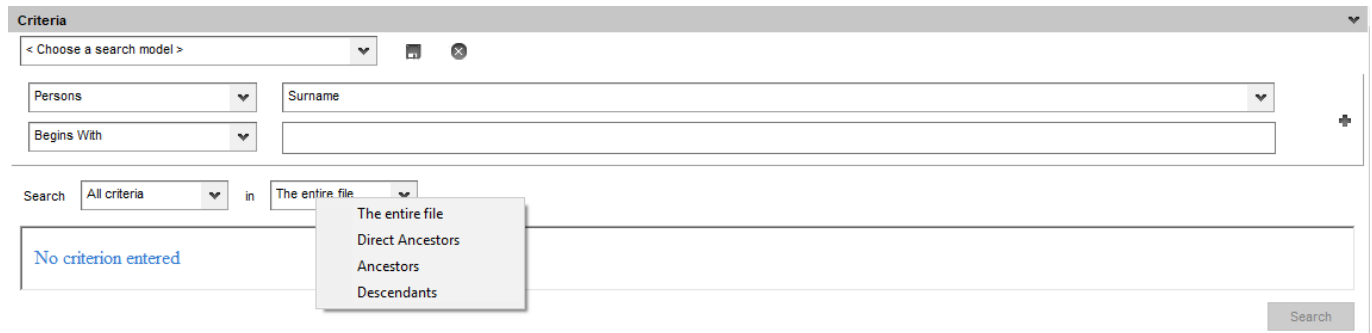 Criteria
< Choose a search model >
Persons
Surname
Begins With
Search All criteria in The entire file
The entire file
Direct Ancestors
Ancestors
Descendants
No criterion entered
Search